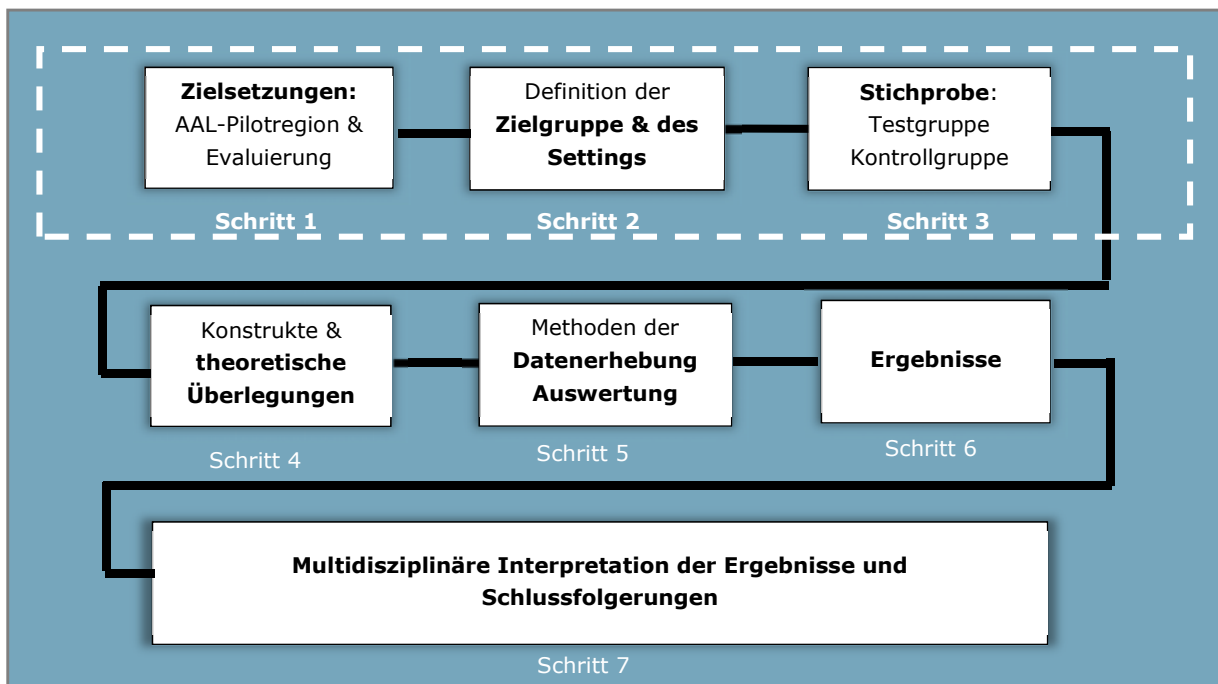 Zielsetzungen:
AAL-Pilotregion &
Evaluierung
Schritt 1
Definition der
Zielgruppe & des
Settings
Schritt 2
Stichprobe:
Testgruppe
Kontrollgruppe
Schritt 3
Konstrukte &
theoretische
Überlegungen
Schritt 4
Methoden der
Datenerhebung
Auswertung
Schritt 5
Ergebnisse
Schritt 6
Multidisziplinäre Interpretation der Ergebnisse und
Schlussfolgerungen
Schritt 7